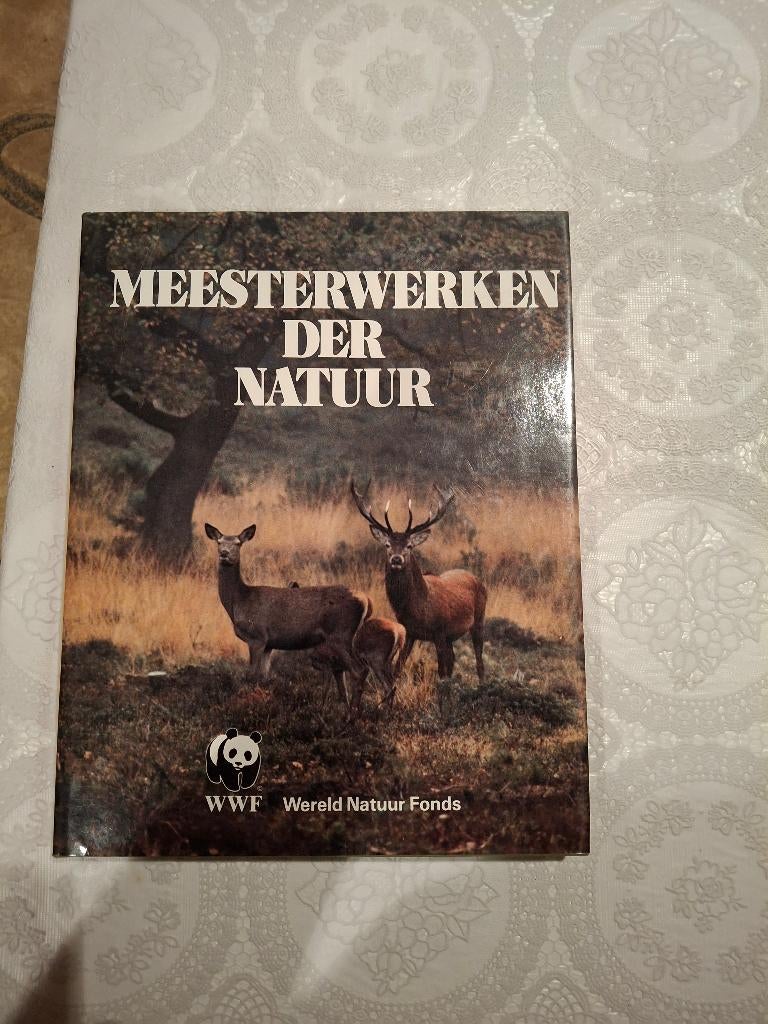 MEESTERWERKEN
DER
NATUUR
WWF Wereld Natuur Fonds